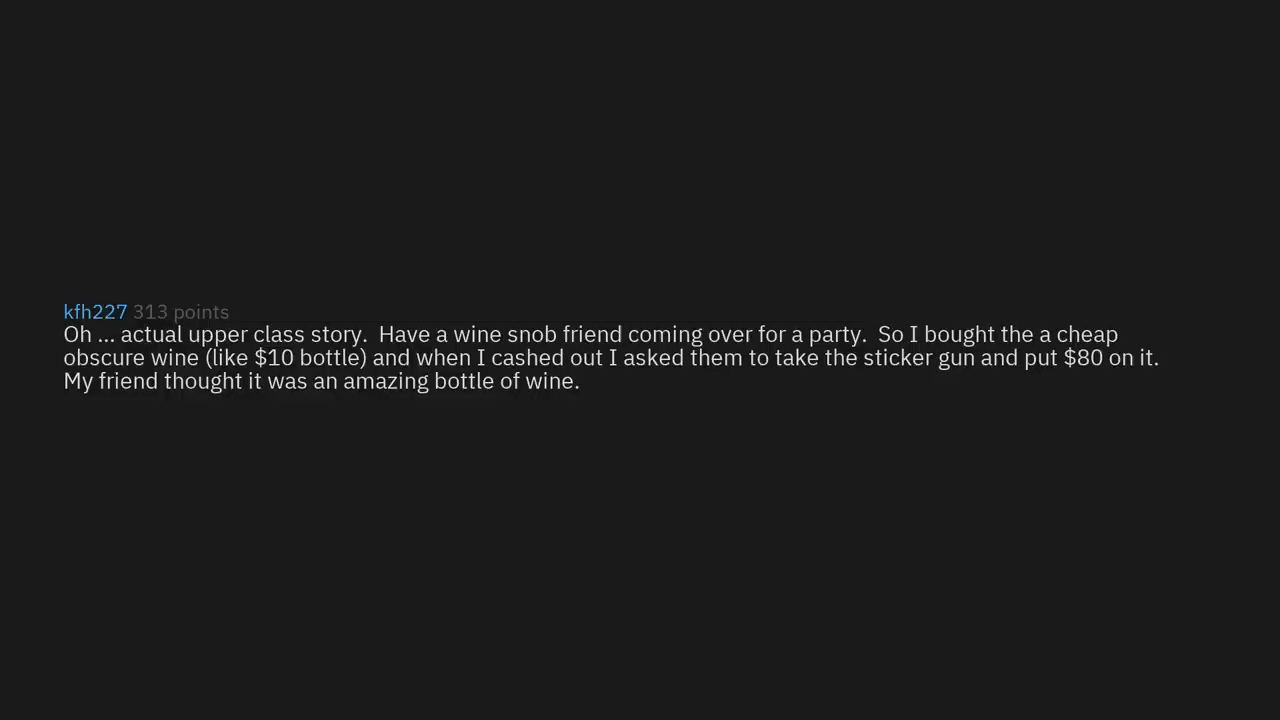 kfh227 313 points
Oh ... actual upper class story.  Have a wine snob friend coming over for a party.  So I bought the a cheap
obscure wine (like $10 bottle) and when I cashed out I asked them to take the sticker gun and put $80 on it.
My friend thought it was an amazing bottle of wine.